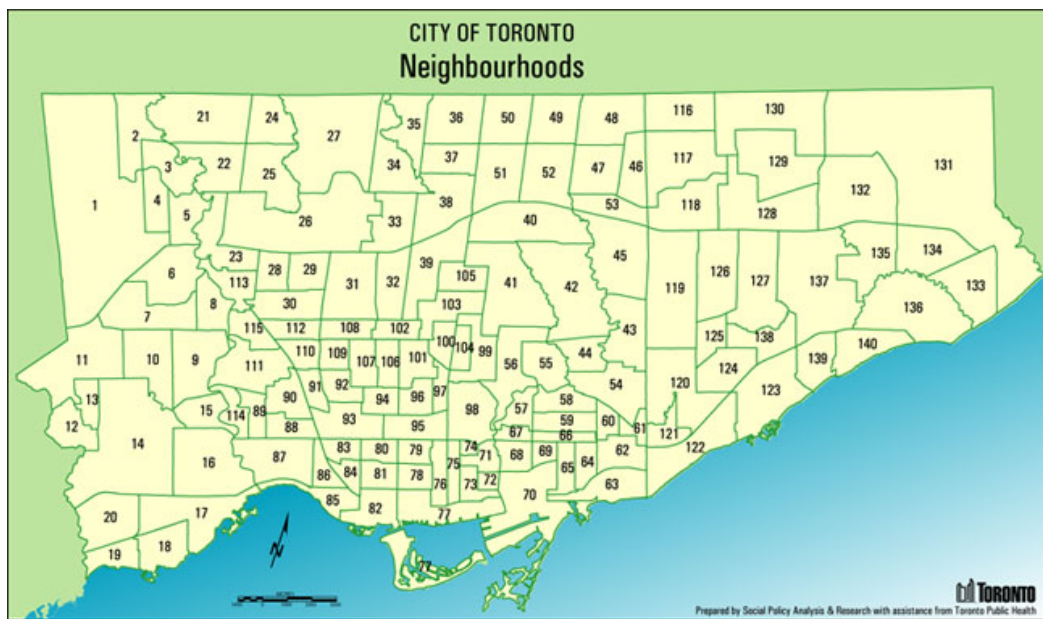 CITY OF TORONTO
Neighbourhoods
21 24 35 36 50 49 48 116 130
2 27
3 22 25 34 37 51 52 47 46 117 129 131
1 4 5 26 33 38 40 53 118 128 132
6 23 28 29 31 32 39 105 41 42 45 126 127 137 135 134
7 8 113 30 103 43 119 136 133
115 112 108 102 125 138
11 10 9 111 110 109 107 106 101 100 104 99 56 55 44 124 139 140
13 91 92 94 96 97 54 120 123
12 14 15 114 89 90 88 93 95 98 57 58 59 60 61 121 122
16 87 83 80 79 74 71 67 66 68 69 62
86 84 81 78 76 75 73 72 65 64 63
20 17 85 82 77 70
19 18
77
N
TORONTO
Prepared by Social Policy Analysis & Research with assistance from Toronto Public Health